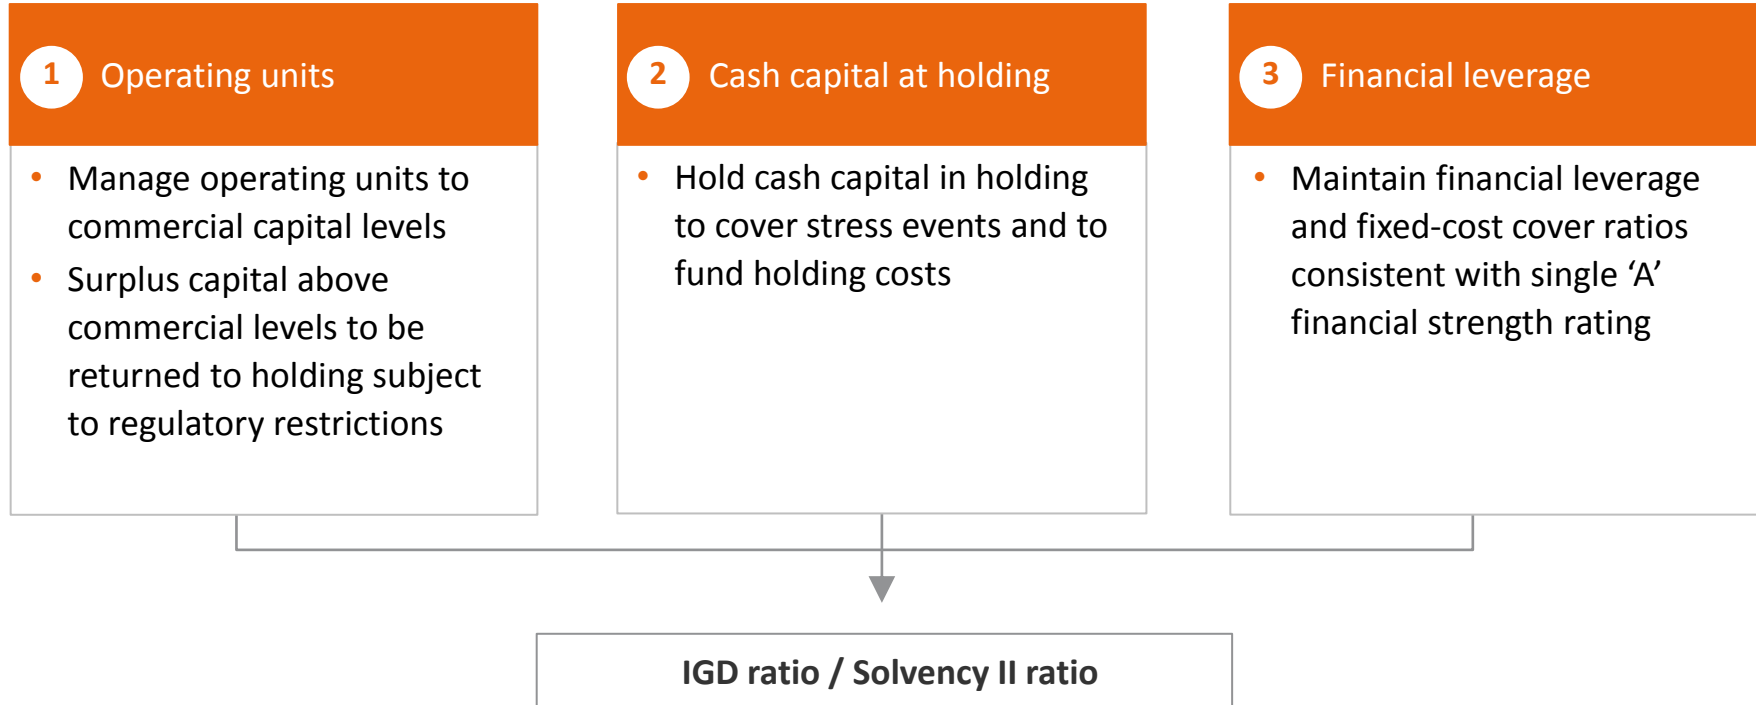 1 Operating units
• Manage operating units to
commercial capital levels
• Surplus capital above
commercial levels to be
returned to holding subject
to regulatory restrictions
2 Cash capital at holding
• Hold cash capital in holding
to cover stress events and to
fund holding costs
3 Financial leverage
• Maintain financial leverage
and fixed-cost cover ratios
consistent with single ‘A’
financial strength rating
IGD ratio / Solvency II ratio